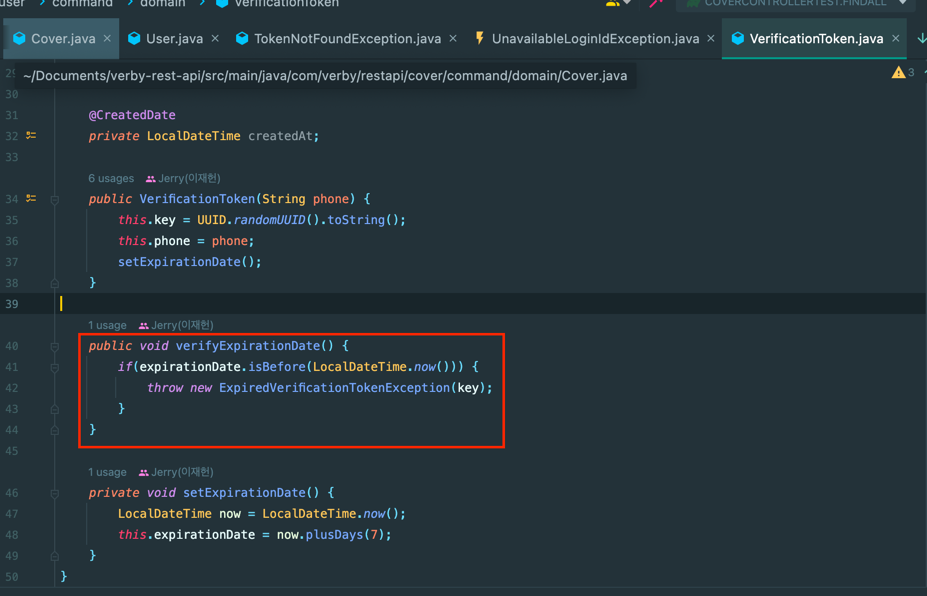 user > command > domain > VerificationToken
COVERCONTROLLERTEST.FINDALL
Cover.java × User.java × TokenNotFoundException.java × UnavailableLoginIdException.java × VerificationToken.java ×
29 ~/Documents/verby-rest-api/src/main/java/com/verby/restapi/cover/command/domain/Cover.java 3
30
31 @CreatedDate
32 private LocalDateTime createdAt;
33
6 usages Jerry(이재헌)
34 public VerificationToken(String phone) {
35 this.key = UUID.randomUUID().toString();
36 this.phone = phone;
37 setExpirationDate();
38 }
39
1 usage Jerry(이재헌)
40 public void verifyExpirationDate() {
41 if(expirationDate.isBefore(LocalDateTime.now())) {
42 throw new ExpiredVerificationTokenException(key);
43 }
44 }
45
1 usage Jerry(이재헌)
46 private void setExpirationDate() {
47 LocalDateTime now = LocalDateTime.now();
48 this.expirationDate = now.plusDays(7);
49 }
50 }